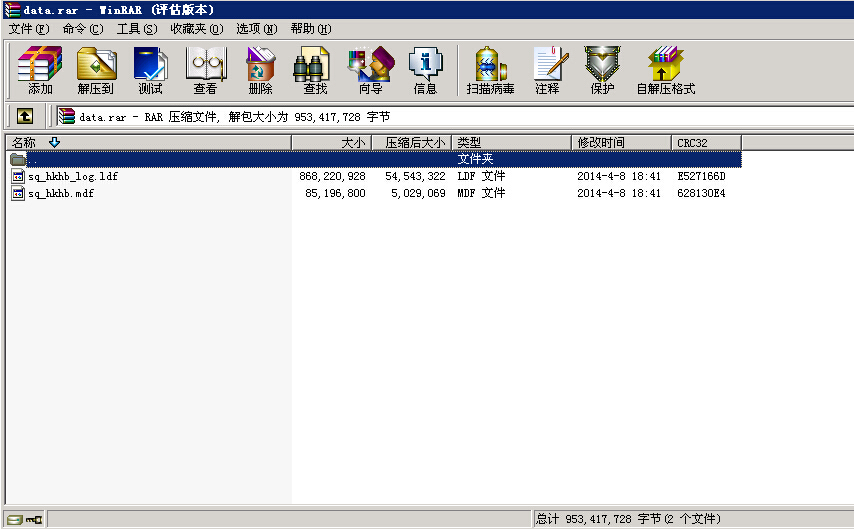 data.rar - WinRAR (评估版本)
文件(F) 命令(C) 工具(S) 收藏夹(O) 选项(N) 帮助(H)
添加 解压到 测试 查看 删除 查找 向导 信息 扫描病毒 注释 保护 自解压格式
data.rar - RAR 压缩文件, 解包大小为 953,417,728 字节
名称 大小 压缩后大小 类型 修改时间 CRC32
.. 文件夹
sq_hkhb_log.ldf 868,220,928 54,543,322 LDF 文件 2014-4-8 18:41 E527166D
sq_hkhb.mdf 85,196,800 5,029,069 MDF 文件 2014-4-8 18:41 628130E4
总计 953,417,728 字节(2 个文件)